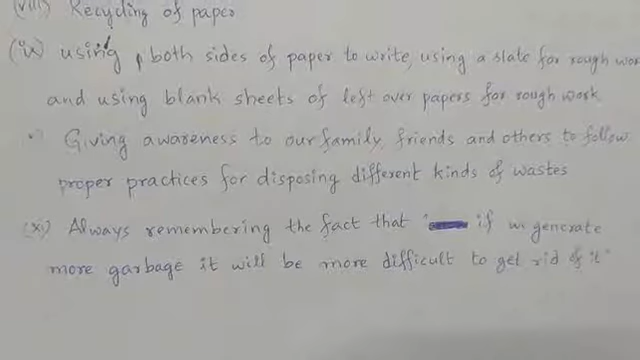 (viii) Recycling of paper
(ix) using both sides of paper to write, using a slate for rough wor
and using blank sheets of left over papers for rough work
Giving awareness to our family, friends and others to follow
proper practices for disposing different kinds of wastes
(xi) Always remembering the fact that " if we generate
more garbage it will be more difficult to get rid of it"